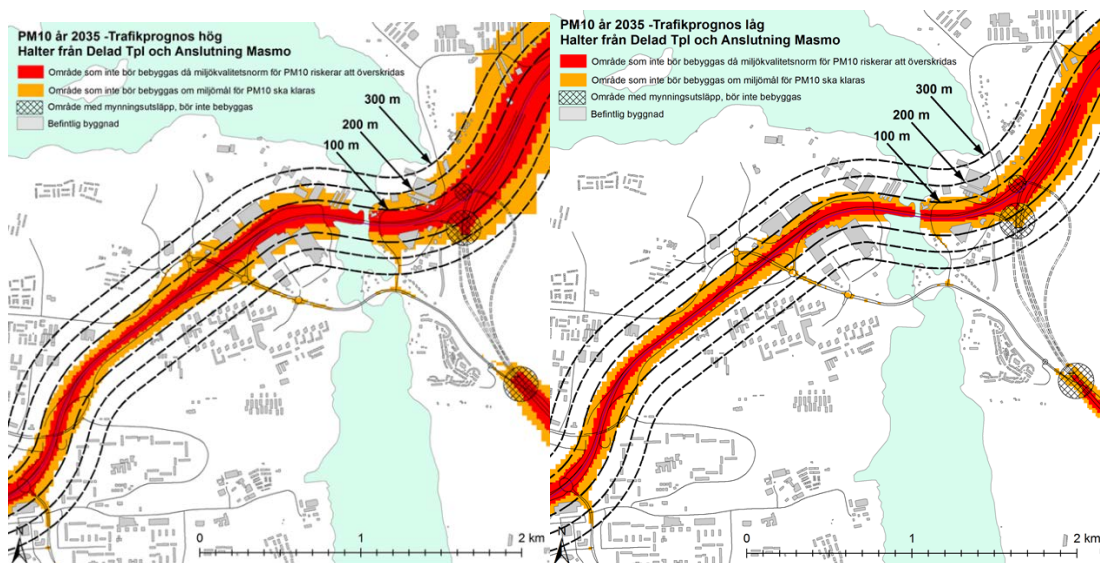 PM10 år 2035 -Trafikprognos hög
Halter från Delad Tpl och Anslutning Masmo
Område som inte bör bebyggas då miljökvalitetsnorm för PM10 riskerar att överskridas
Område som inte bör bebyggas om miljömål för PM10 ska klaras
Område med mynningsutsläpp, bör inte bebyggas
Befintlig byggnad
300 m
200 m
100 m
N
0 1 2 km
PM10 år 2035 -Trafikprognos låg
Halter från Delad Tpl och Anslutning Masmo
Område som inte bör bebyggas då miljökvalitetsnorm för PM10 riskerar att överskridas
Område som inte bör bebyggas om miljömål för PM10 ska klaras
Område med mynningsutsläpp, bör inte bebyggas
Befintlig byggnad
300 m
200 m
100 m
N
0 1 2 km